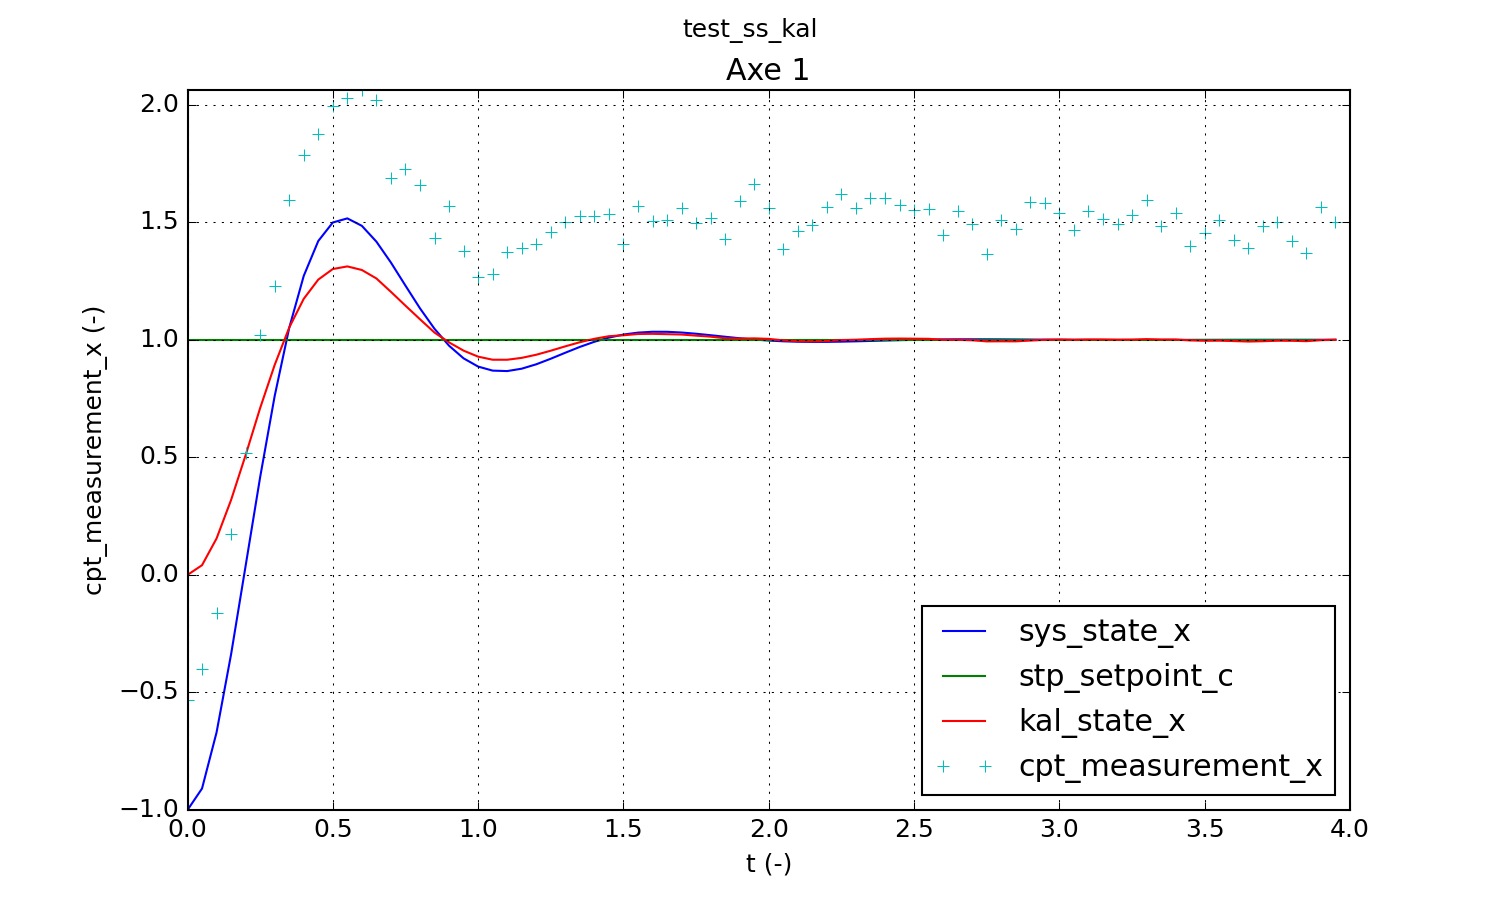 test_ss_kal
Axe 1
cpt_measurement_x (-)
2.0
1.5
1.0
0.5
0.0
−0.5
−1.0
0.0 0.5 1.0 1.5 2.0 2.5 3.0 3.5 4.0
t (-)
sys_state_x
stp_setpoint_c
kal_state_x
cpt_measurement_x